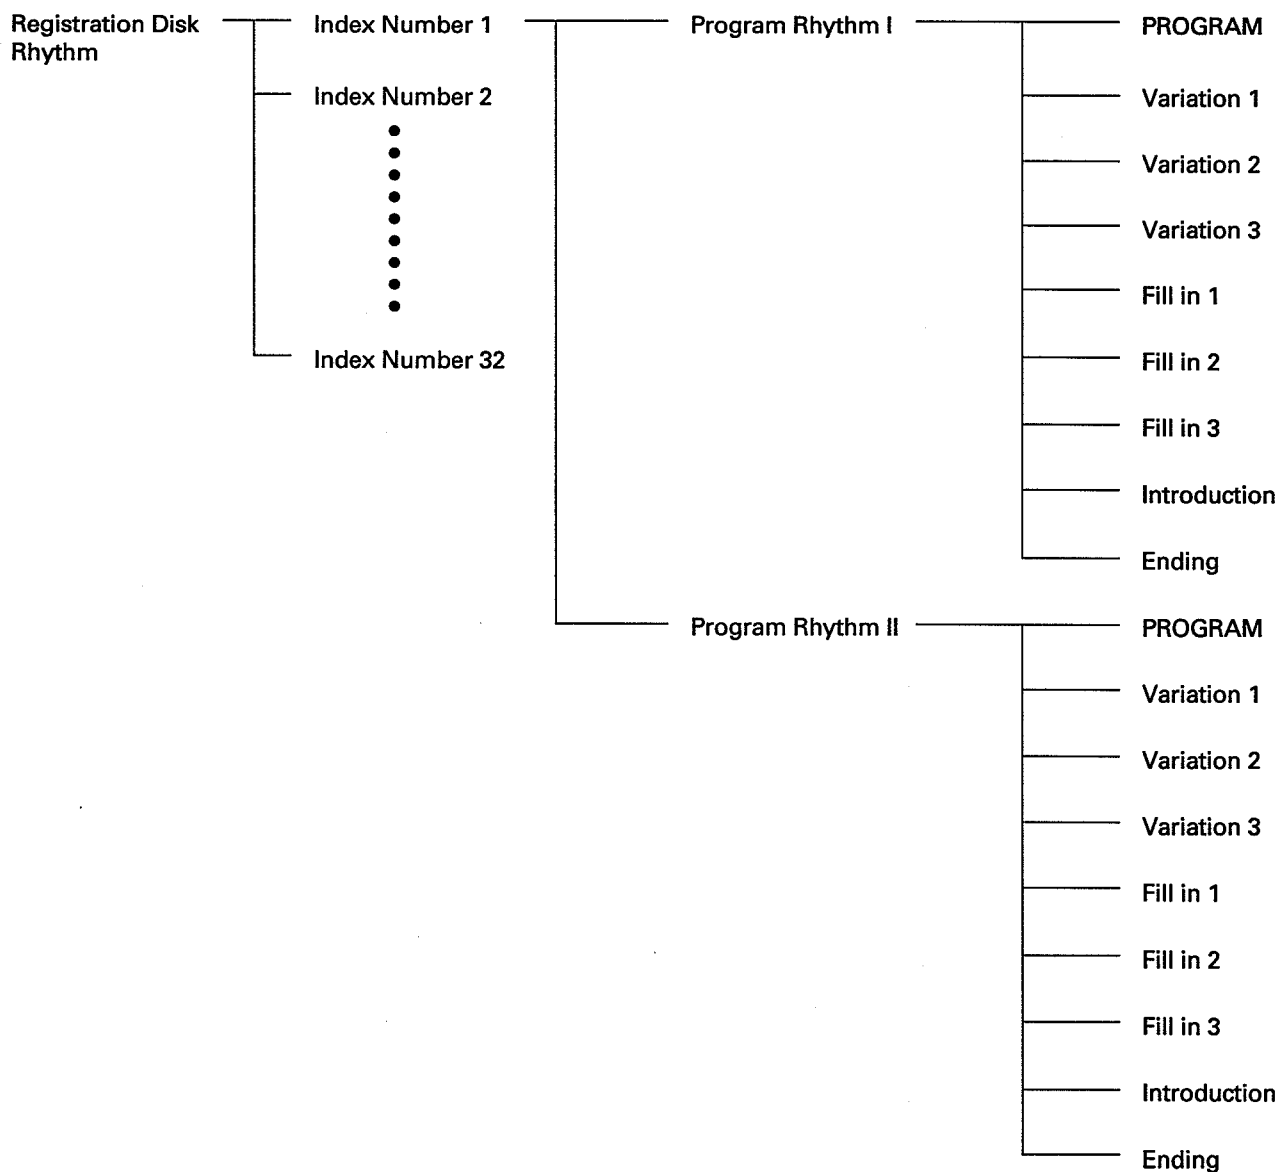 Registration Disk
Rhythm
Index Number 1
Index Number 2
Index Number 32
Program Rhythm I
PROGRAM
Variation 1
Variation 2
Variation 3
Fill in 1
Fill in 2
Fill in 3
Introduction
Ending
Program Rhythm II
PROGRAM
Variation 1
Variation 2
Variation 3
Fill in 1
Fill in 2
Fill in 3
Introduction
Ending